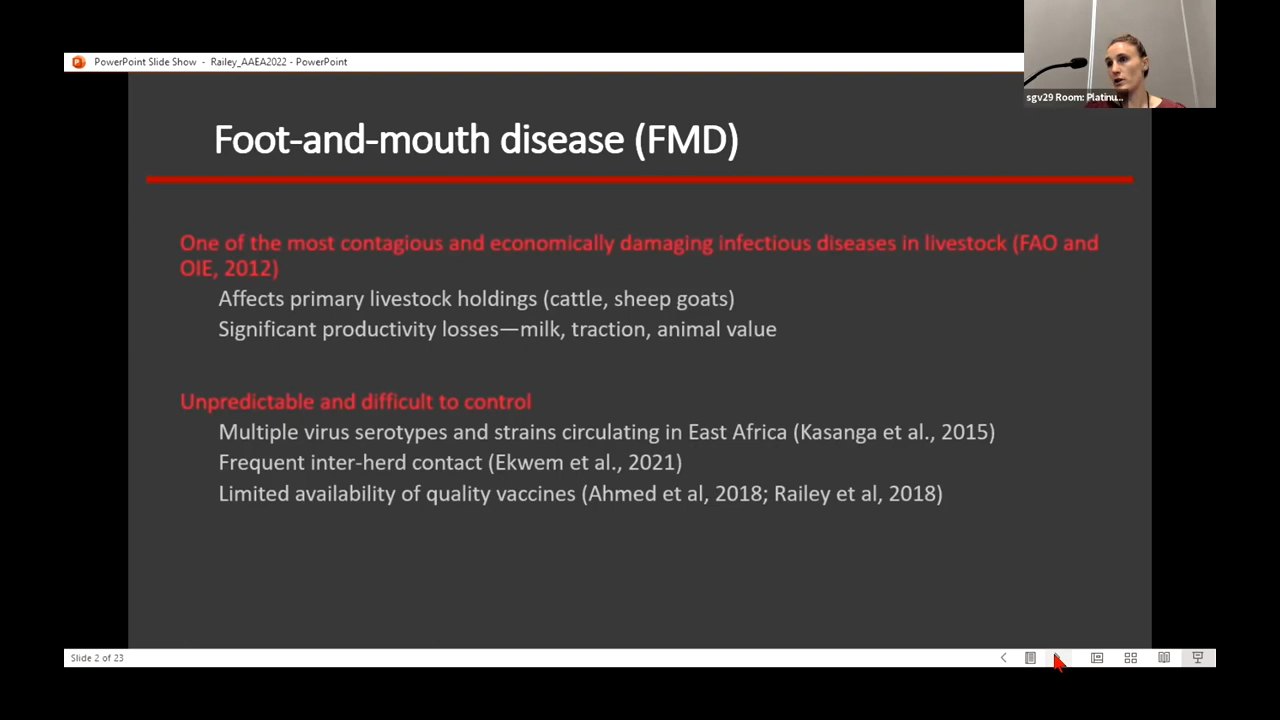 PowerPoint Slide Show - Railey_AAEA2022 - PowerPoint
sgv29 Room: Platinu...
Foot-and-mouth disease (FMD)
One of the most contagious and economically damaging infectious diseases in livestock (FAO and
OIE, 2012)
Affects primary livestock holdings (cattle, sheep goats)
Significant productivity losses—milk, traction, animal value
Unpredictable and difficult to control
Multiple virus serotypes and strains circulating in East Africa (Kasanga et al., 2015)
Frequent inter-herd contact (Ekwem et al., 2021)
Limited availability of quality vaccines (Ahmed et al, 2018; Railey et al, 2018)
Slide 2 of 23